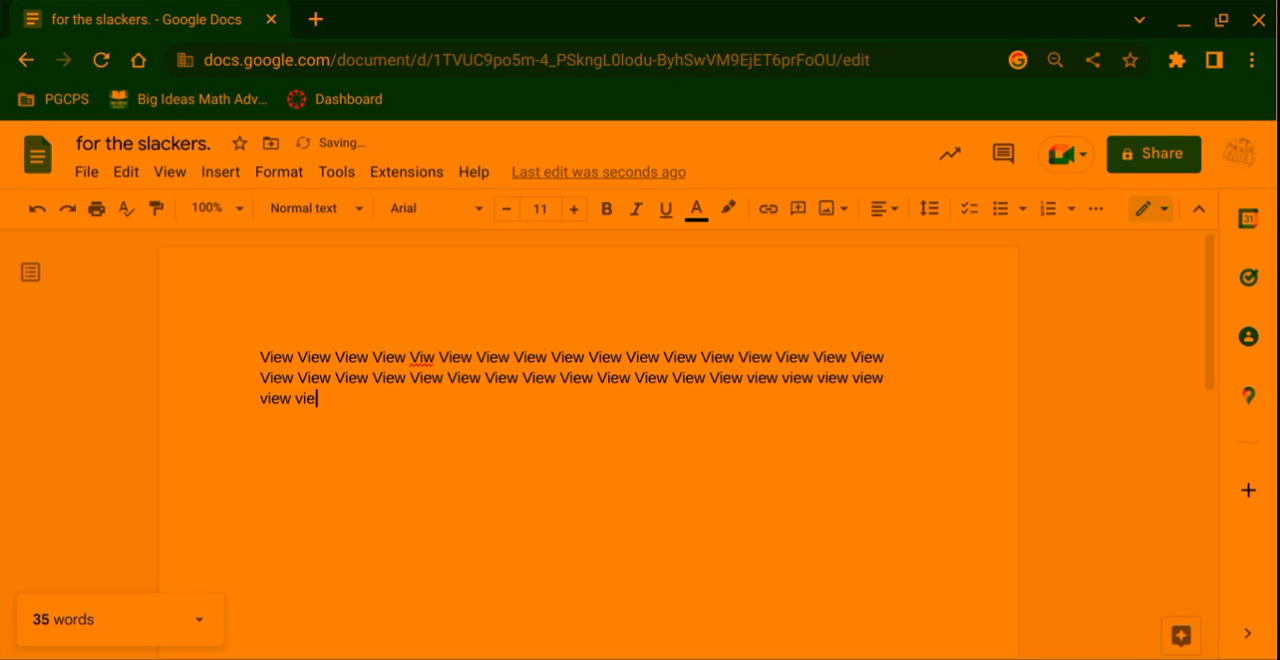 for the slackers. - Google Docs
docs.google.com/document/d/1TVUC9po5m-4_PSkngL0lodu-ByhSwVM9EjET6prFoOU/edit
PGCPS Big Ideas Math Adv... Dashboard
for the slackers. Saving...
File Edit View Insert Format Tools Extensions Help Last edit was seconds ago
Share
100% Normal text Arial 11 B I U A
31
View View View View Viw View View View View View View View View View View View View
View View View View View View View View View View View View View view view view view
view vie
35 words